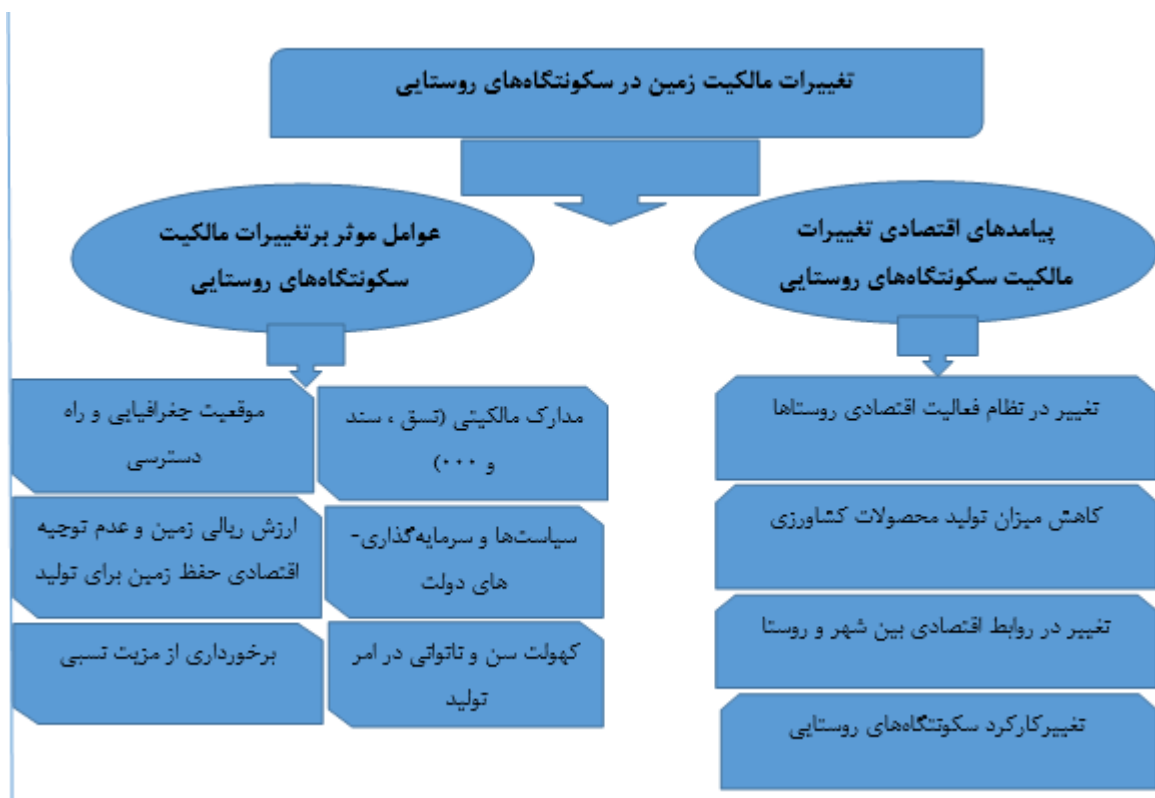 تغییرات مالکیت زمین در سکونتگاه‌های روستایی
پیامدهای اقتصادی تغییرات
مالکیت سکونتگاه‌های روستایی
عوامل موثر برتغییرات مالکیت
سکونتگاه‌های روستایی
تغییر در نظام فعالیت اقتصادی روستاها
کاهش میزان تولید محصولات کشاورزی
تغییر در روابط اقتصادی بین شهر و روستا
تغییرکارکرد سکونتگاه‌های روستایی
مدارک مالکیتی (نسق ، سند
و ۰۰۰)
موقعیت جغرافیایی و راه
دسترسی
سیاست‌ها و سرمایه‌گذاری-
های دولت
ارزش ریالی زمین و عدم توجیه
اقتصادی حفظ زمین برای تولید
کهولت سن و ناتوانی در امر
تولید
برخورداری از مزیت نسبی